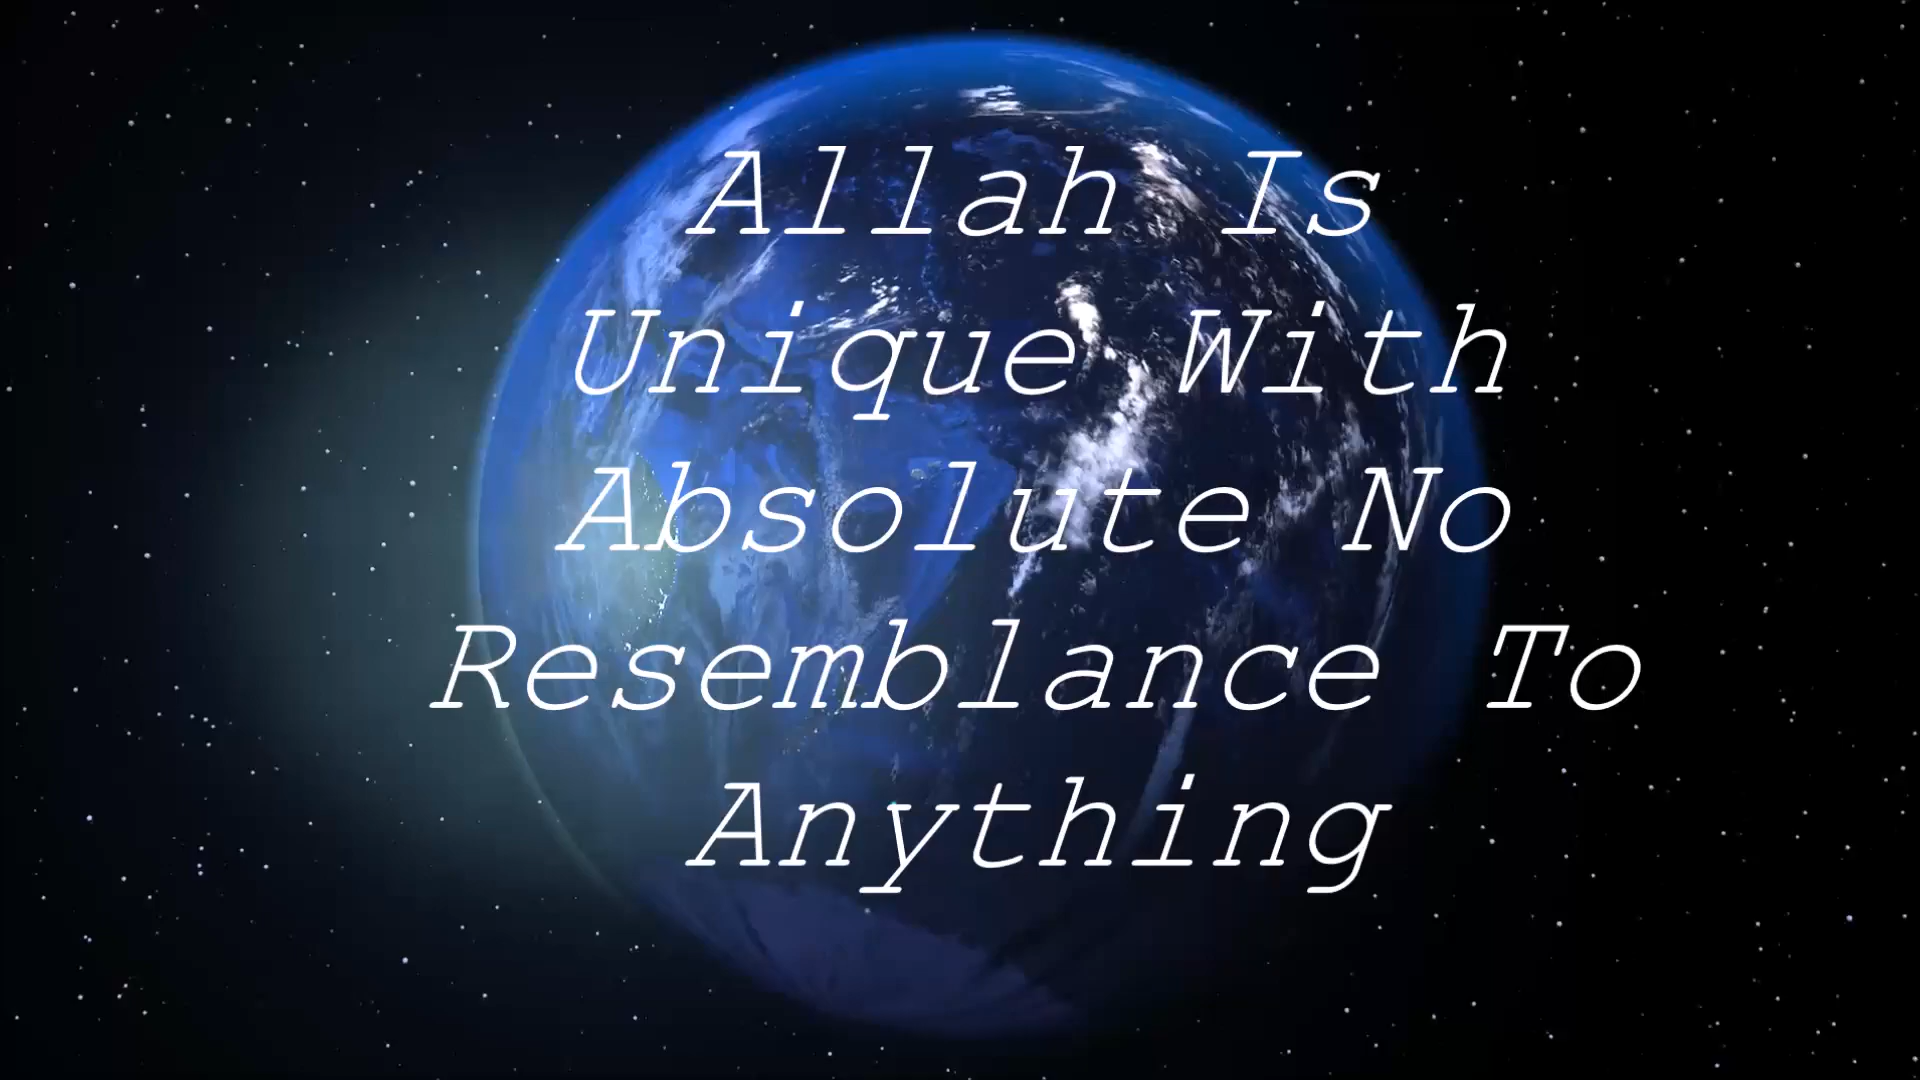 Allah Is
Unique With
Absolute No
Resemblance To
Anything